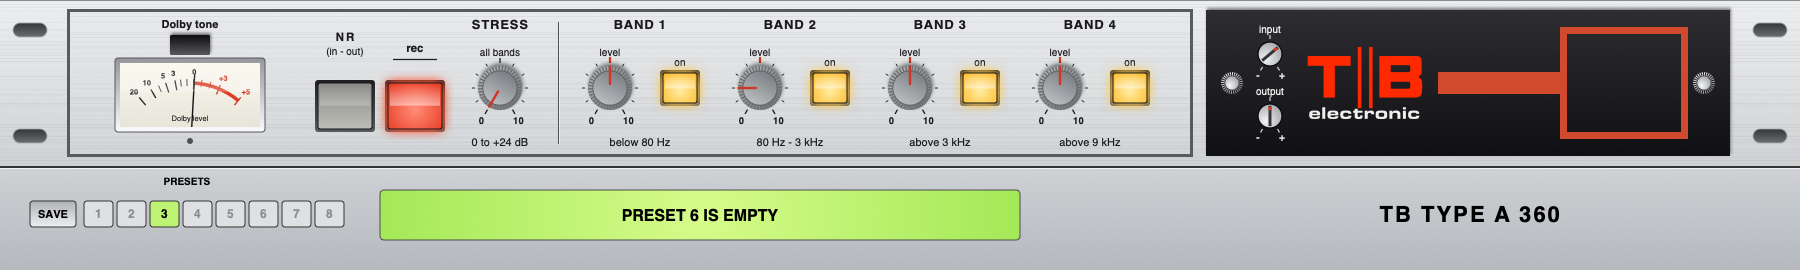 Dolby tone
20 10 5 3 0 +3 +5
Dolby level
NR
(in - out)
rec
STRESS
all bands
0 10
0 to +24 dB
BAND 1
level
on
0 10
below 80 Hz
BAND 2
level
on
0 10
80 Hz - 3 kHz
BAND 3
level
on
0 10
above 3 kHz
BAND 4
level
on
0 10
above 9 kHz
input
- +
output
- +
T||B
electronic
PRESETS
SAVE 1 2 3 4 5 6 7 8
PRESET 6 IS EMPTY
TB TYPE A 360